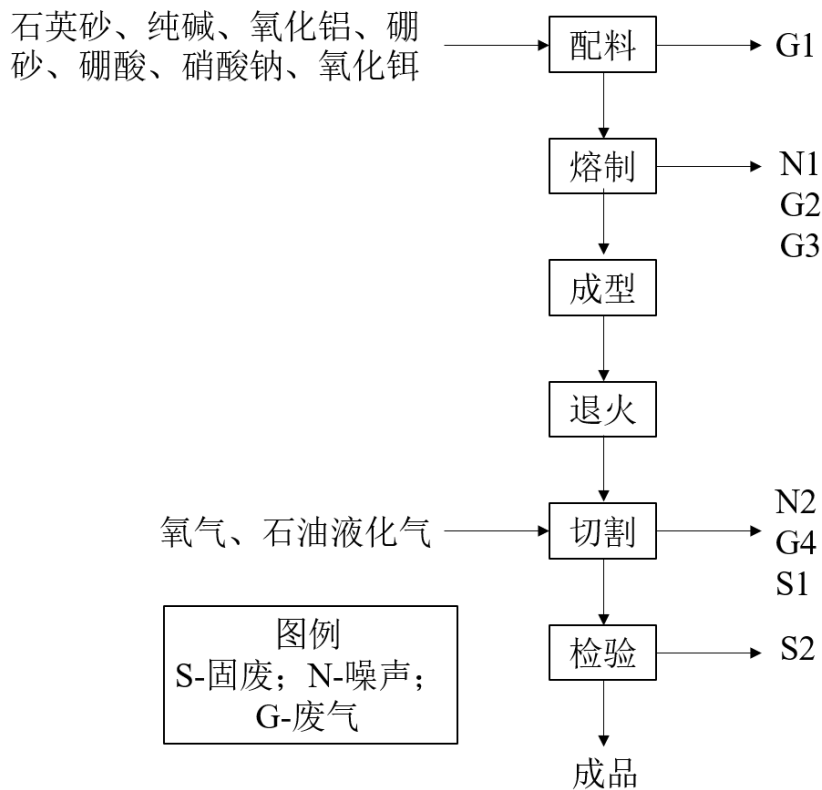 石英砂、纯碱、氧化铝、硼
砂、硼酸、硝酸钠、氧化铒
配料
G1
熔制
N1
G2
G3
成型
退火
氧气、石油液化气
切割
N2
G4
S1
检验
S2
图例
S-固废；N-噪声；
G-废气
成品